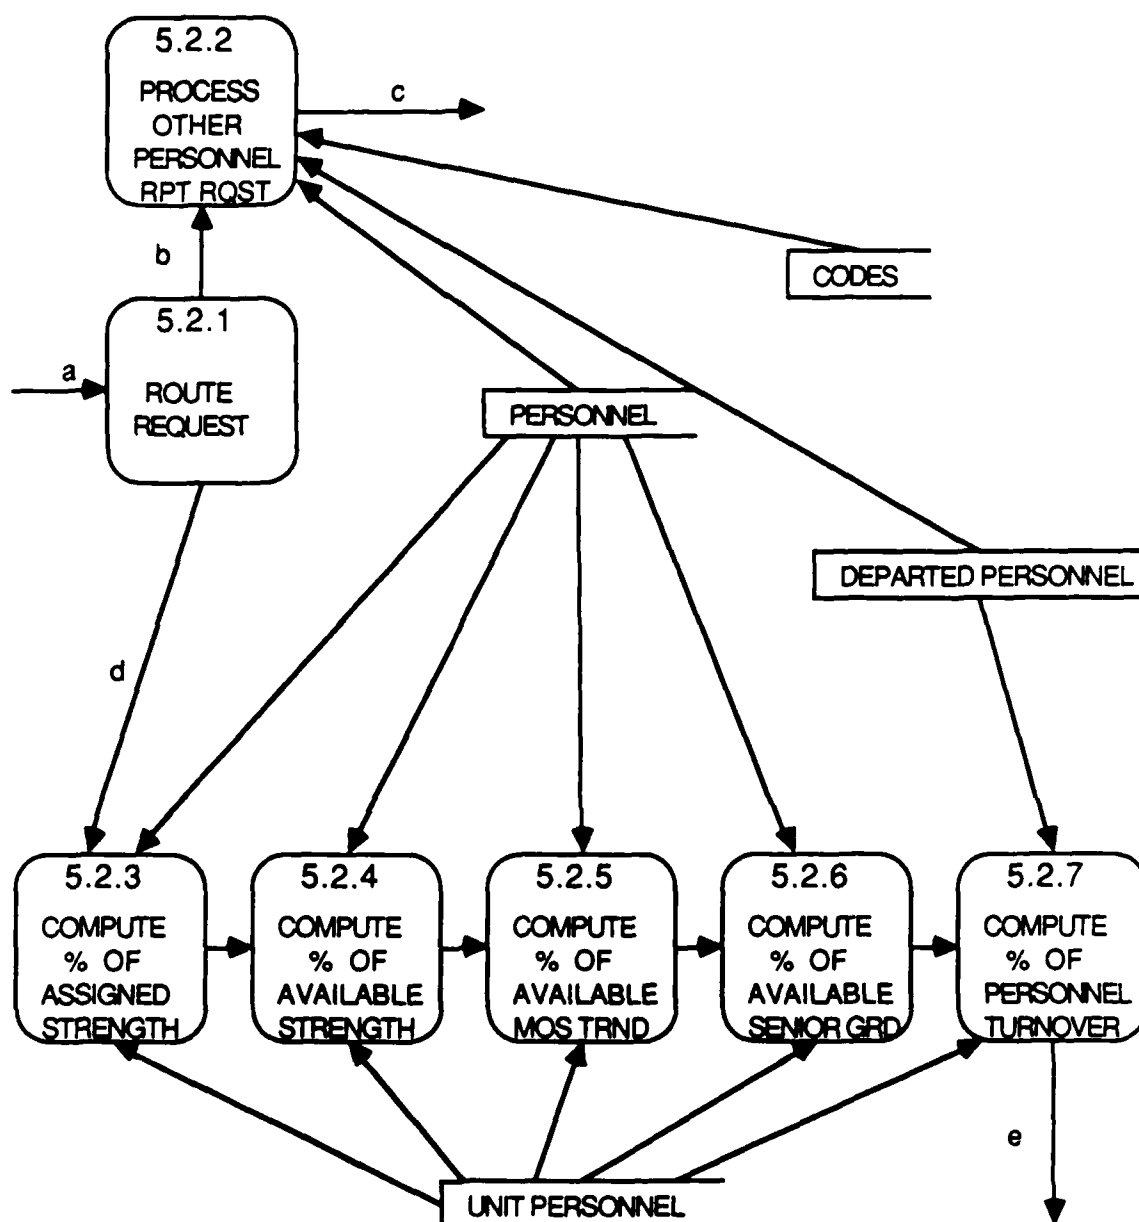 5.2.2
PROCESS
OTHER
PERSONNEL
RPT RQST
c
b
CODES
5.2.1
ROUTE
REQUEST
a
PERSONNEL
DEPARTED PERSONNEL
d
5.2.3
COMPUTE
% OF
ASSIGNED
STRENGTH
5.2.4
COMPUTE
% OF
AVAILABLE
STRENGTH
5.2.5
COMPUTE
% OF
AVAILABLE
MOS TRND
5.2.6
COMPUTE
% OF
AVAILABLE
SENIOR GRD
5.2.7
COMPUTE
% OF
PERSONNEL
TURNOVER
e
UNIT PERSONNEL